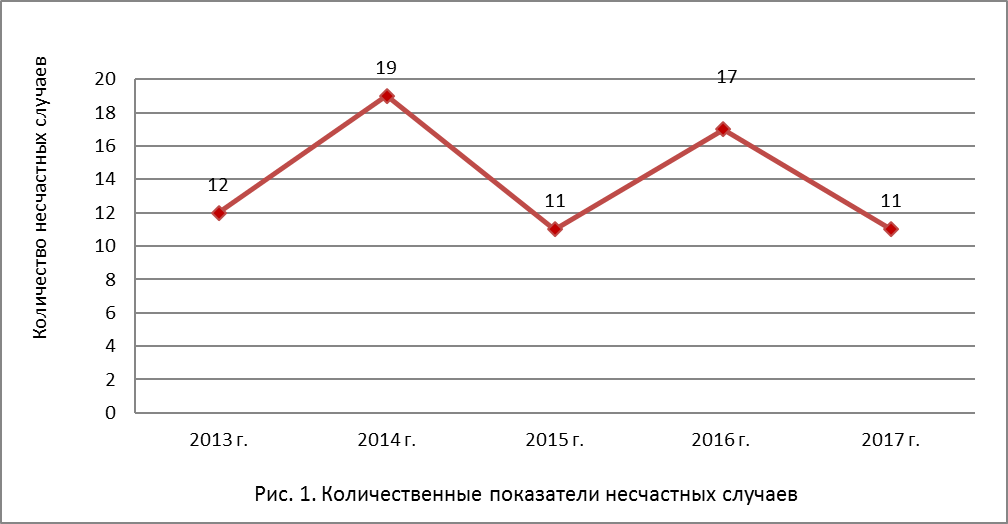 Количество несчастных случаев
20
18
16
14
12
10
8
6
4
2
0
12
19
11
17
11
2013 г.
2014 г.
2015 г.
2016 г.
2017 г.
Рис. 1. Количественные показатели несчастных случаев